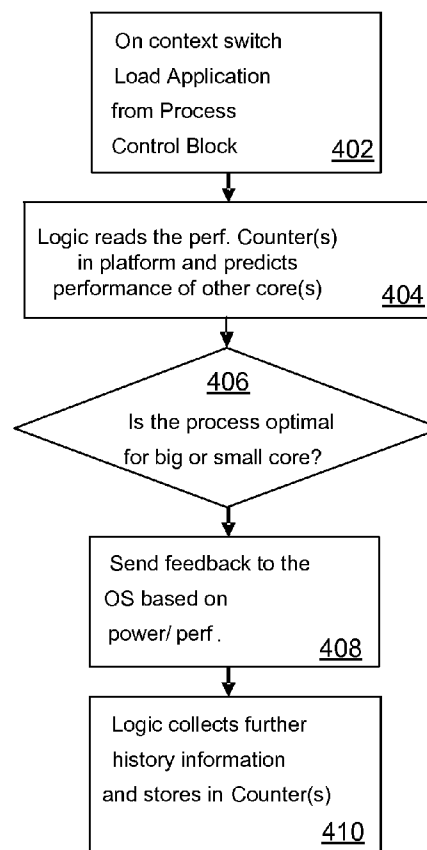 On context switch
Load Application
from Process
Control Block
402
Logic reads the perf. Counter(s)
in platform and predicts
performance of other core(s)
404
406
Is the process optimal
for big or small core?
Send feedback to the
OS based on
power/ perf .
408
Logic collects further
history information
and stores in Counter(s)
410